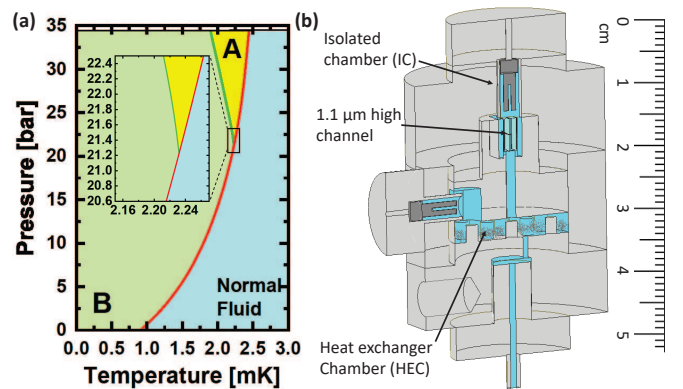 (a)
A
B
Normal
Fluid
35
30
25
20
15
10
5
0
Pressure [bar]
0.0 0.5 1.0 1.5 2.0 2.5 3.0
Temperature [mK]
22.4
22.2
22.0
21.8
21.6
21.4
21.2
21.0
20.8
20.6
2.16 2.20 2.24
(b)
Isolated
chamber (IC)
1.1 µm high
channel
Heat exchanger
Chamber (HEC)
0
cm
1
2
3
4
5